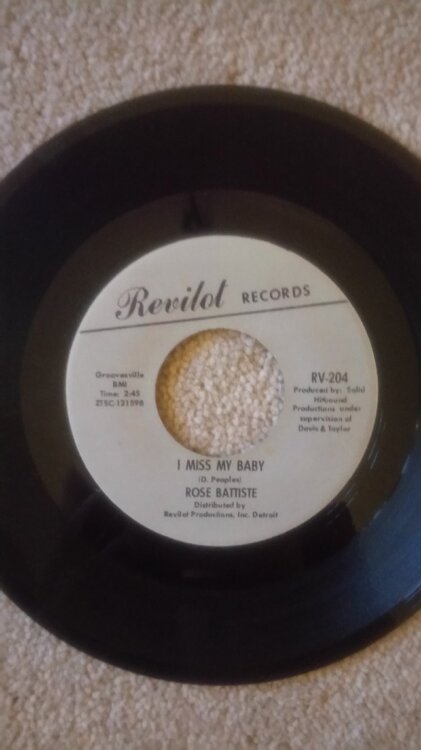 Revilot RECORDS
Groovesville
BMI
Time: 2:45
ZTSC-121598
RV-204
Produced by: Solid
Hitbound
Productions under
supervision of
Davis & Taylor
I MISS MY BABY
(D. Peoples)
ROSE BATTISTE
Distributed by
Revilot Productions, Inc. Detroit